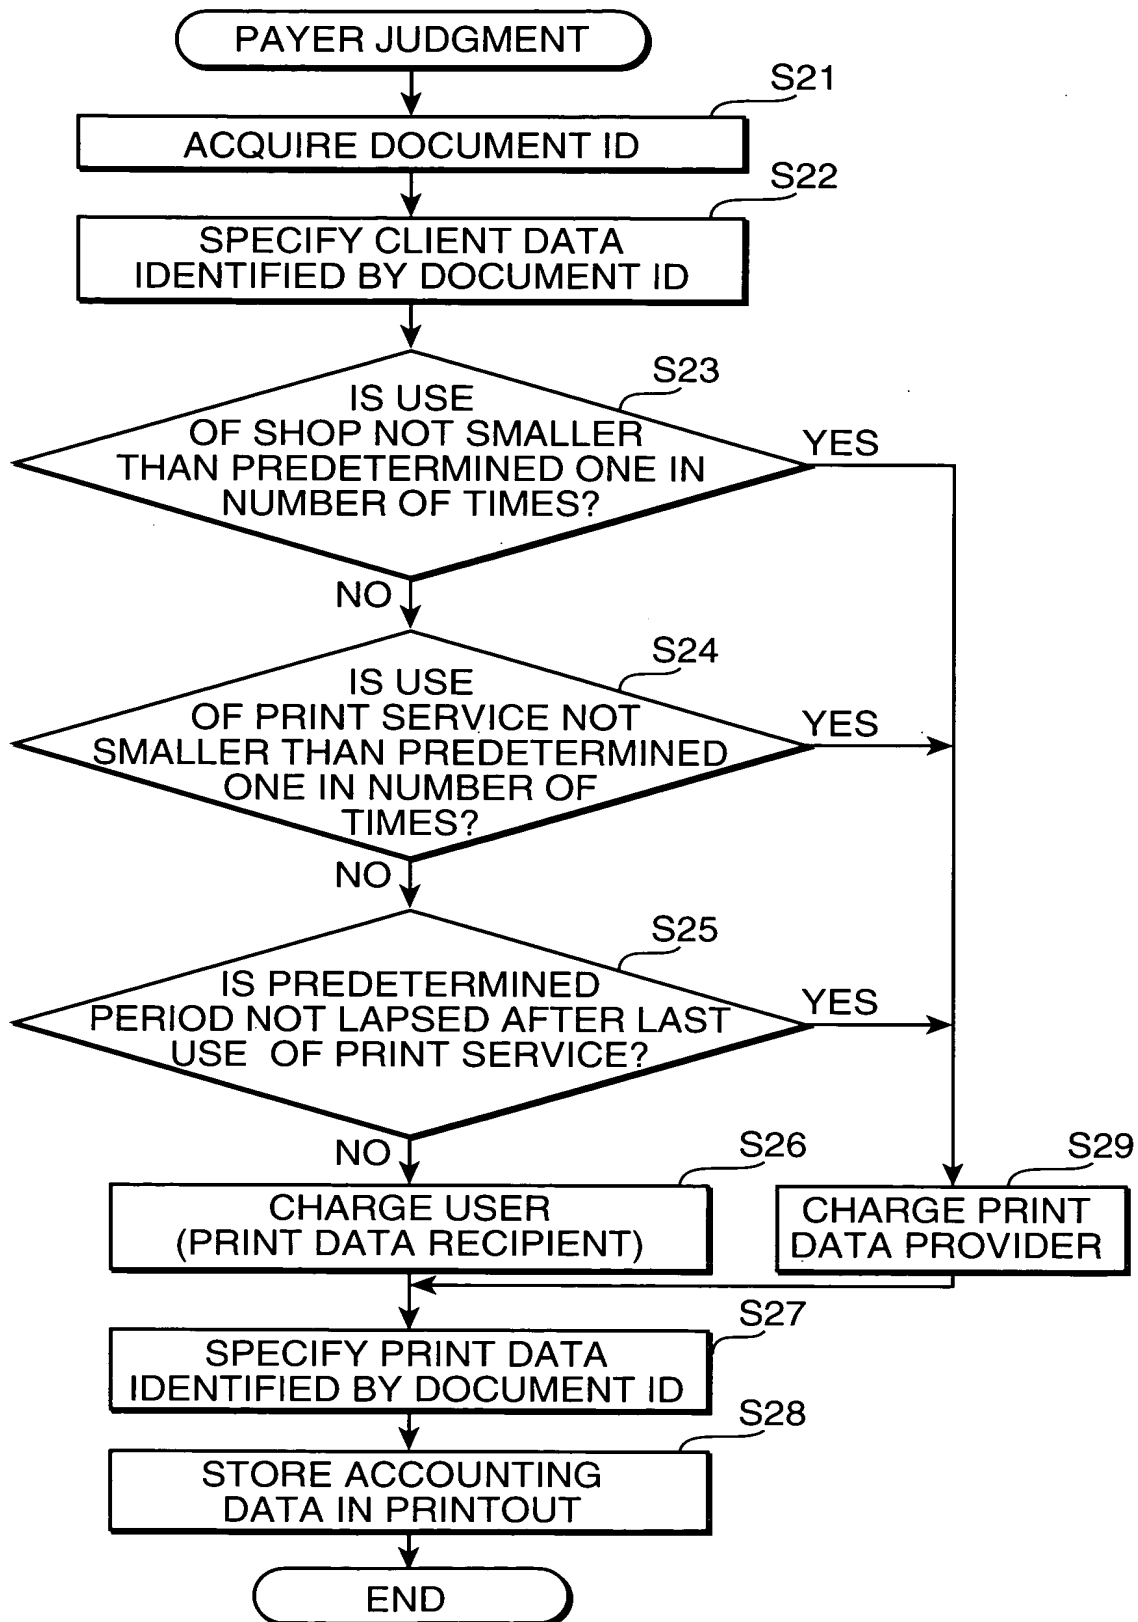 PAYER JUDGMENT
S21
ACQUIRE DOCUMENT ID
S22
SPECIFY CLIENT DATA
IDENTIFIED BY DOCUMENT ID
S23
IS USE
OF SHOP NOT SMALLER
THAN PREDETERMINED ONE IN
NUMBER OF TIMES?
YES
NO
S24
IS USE
OF PRINT SERVICE NOT
SMALLER THAN PREDETERMINED
ONE IN NUMBER OF
TIMES?
YES
NO
S25
IS PREDETERMINED
PERIOD NOT LAPSED AFTER LAST
USE OF PRINT SERVICE?
YES
NO
S26
CHARGE USER
(PRINT DATA RECIPIENT)
S29
CHARGE PRINT
DATA PROVIDER
S27
SPECIFY PRINT DATA
IDENTIFIED BY DOCUMENT ID
S28
STORE ACCOUNTING
DATA IN PRINTOUT
END